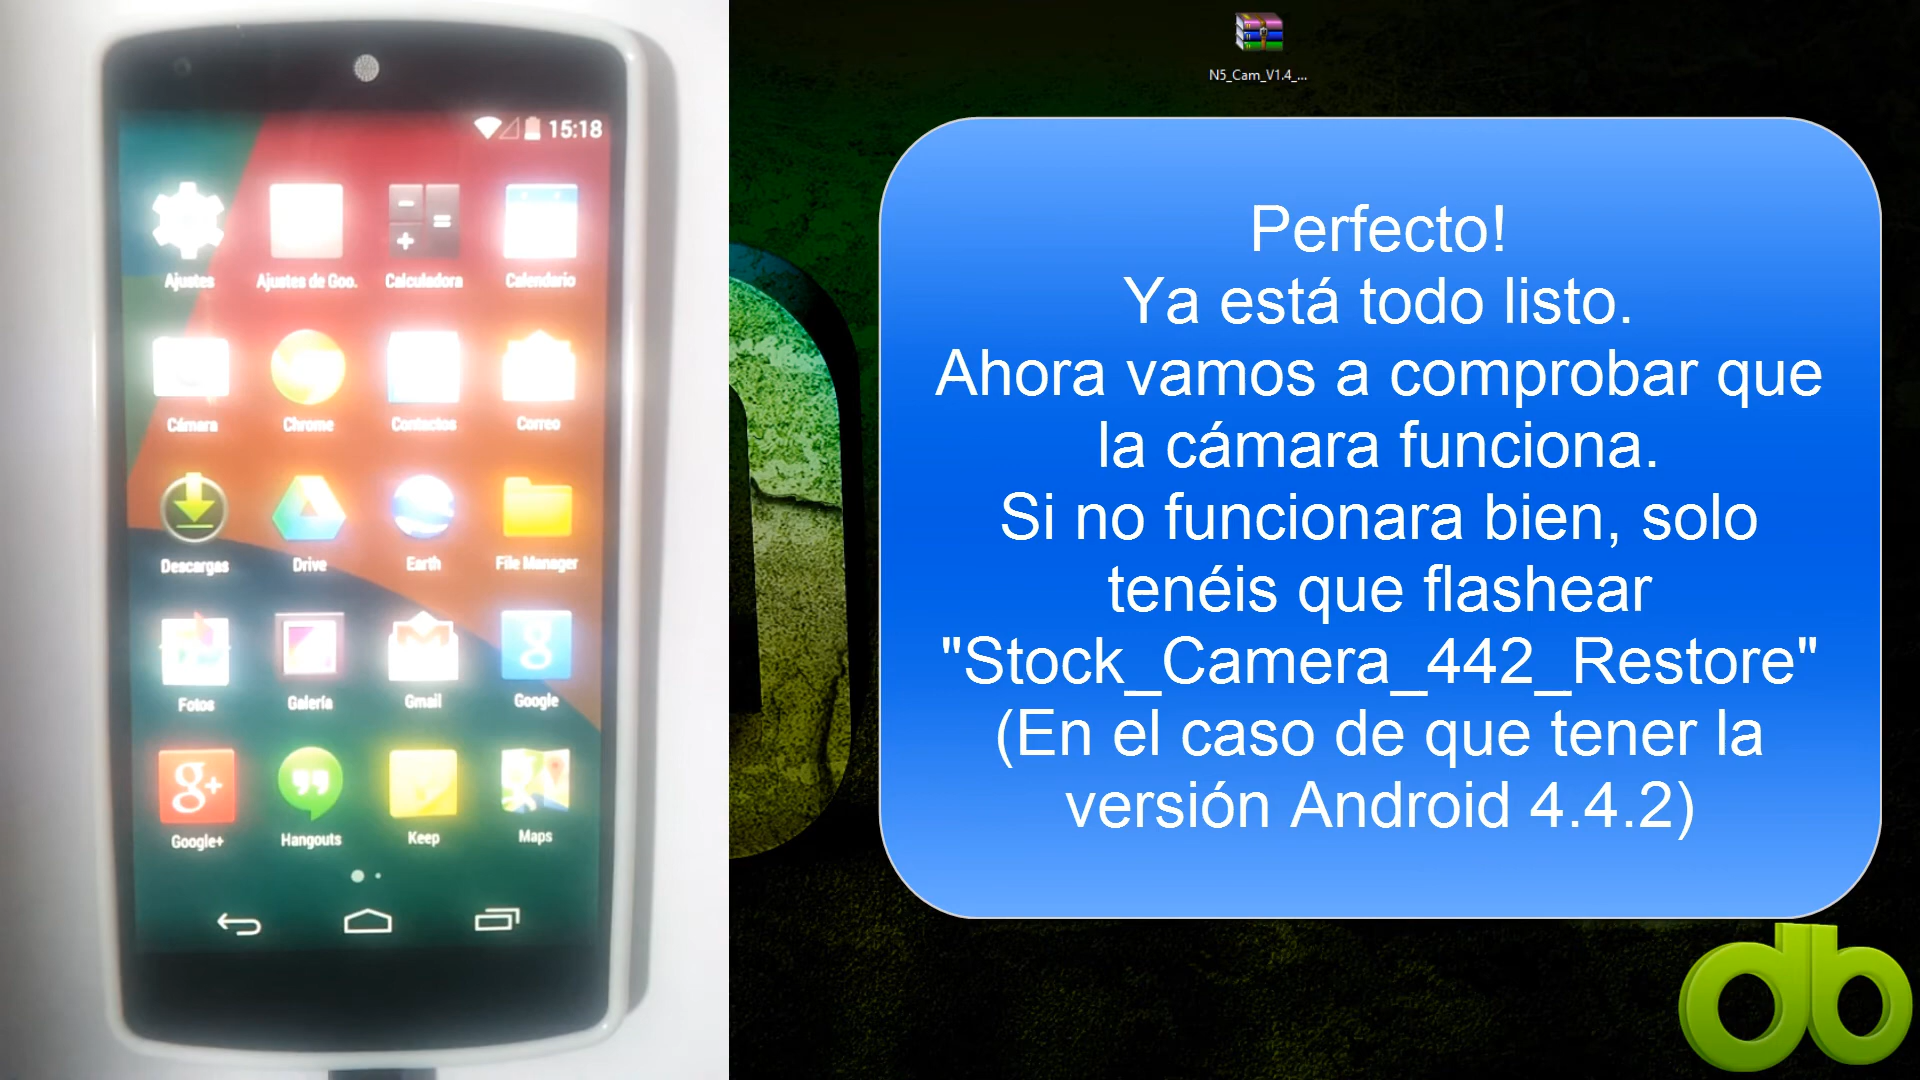 15:18
Ajustes
Ajustes de Goo.
Calculadora
Calendario
Cámara
Chrome
Contactos
Correo
Descargas
Drive
Earth
File Manager
Fotos
Galería
Gmail
Google
Google+
Hangouts
Keep
Maps
N5_Cam_V1.4_...
Perfecto!
Ya está todo listo.
Ahora vamos a comprobar que
la cámara funciona.
Si no funcionara bien, solo
tenéis que flashear
"Stock_Camera_442_Restore"
(En el caso de que tener la
versión Android 4.4.2)
db